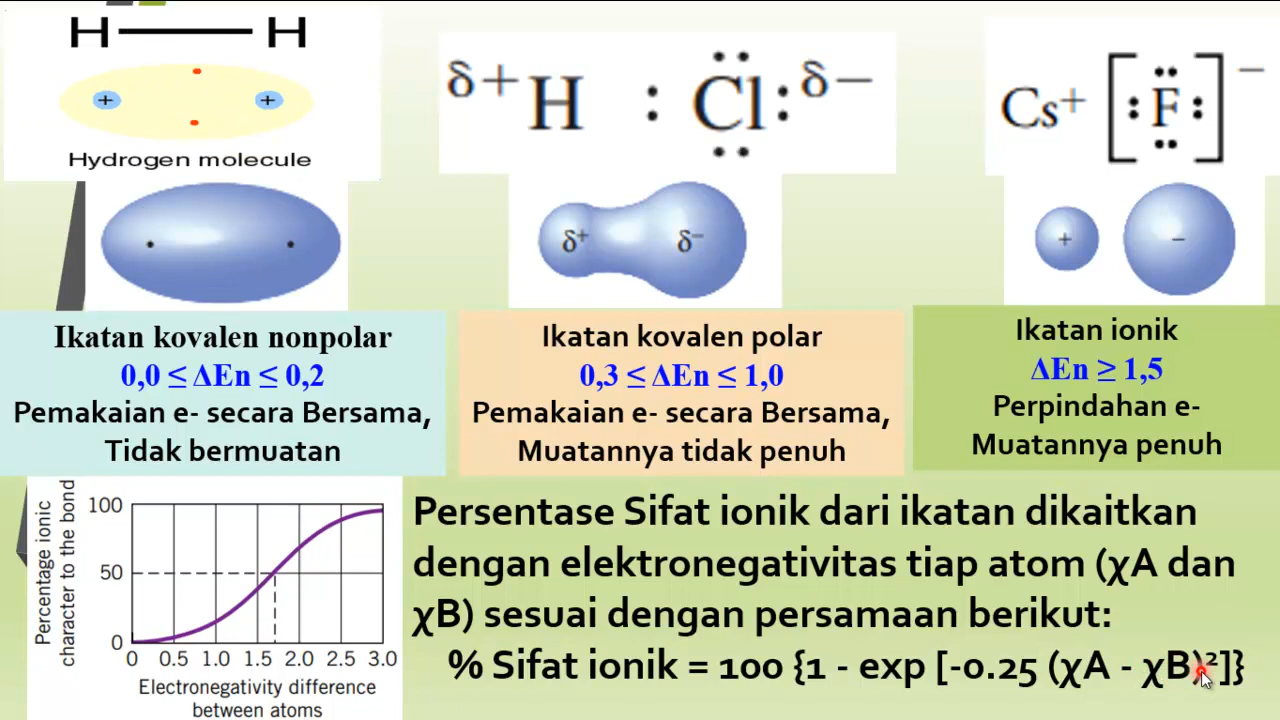 H — H
+ +
Hydrogen molecule
δ+ H : Cl : δ−
Cs+ [ : F : ] −
δ+ δ−
+ −
Ikatan kovalen nonpolar
0,0 ≤ ΔEn ≤ 0,2
Pemakaian e- secara Bersama,
Tidak bermuatan
Ikatan kovalen polar
0,3 ≤ ΔEn ≤ 1,0
Pemakaian e- secara Bersama,
Muatannya tidak penuh
Ikatan ionik
ΔEn ≥ 1,5
Perpindahan e-
Muatannya penuh
Percentage ionic
character to the bond
100
50
0
0 0.5 1.0 1.5 2.0 2.5 3.0
Electronegativity difference
between atoms
Persentase Sifat ionik dari ikatan dikaitkan
dengan elektronegativitas tiap atom (χA dan
χB) sesuai dengan persamaan berikut:
% Sifat ionik = 100 {1 - exp [-0.25 (χA - χB)²]}